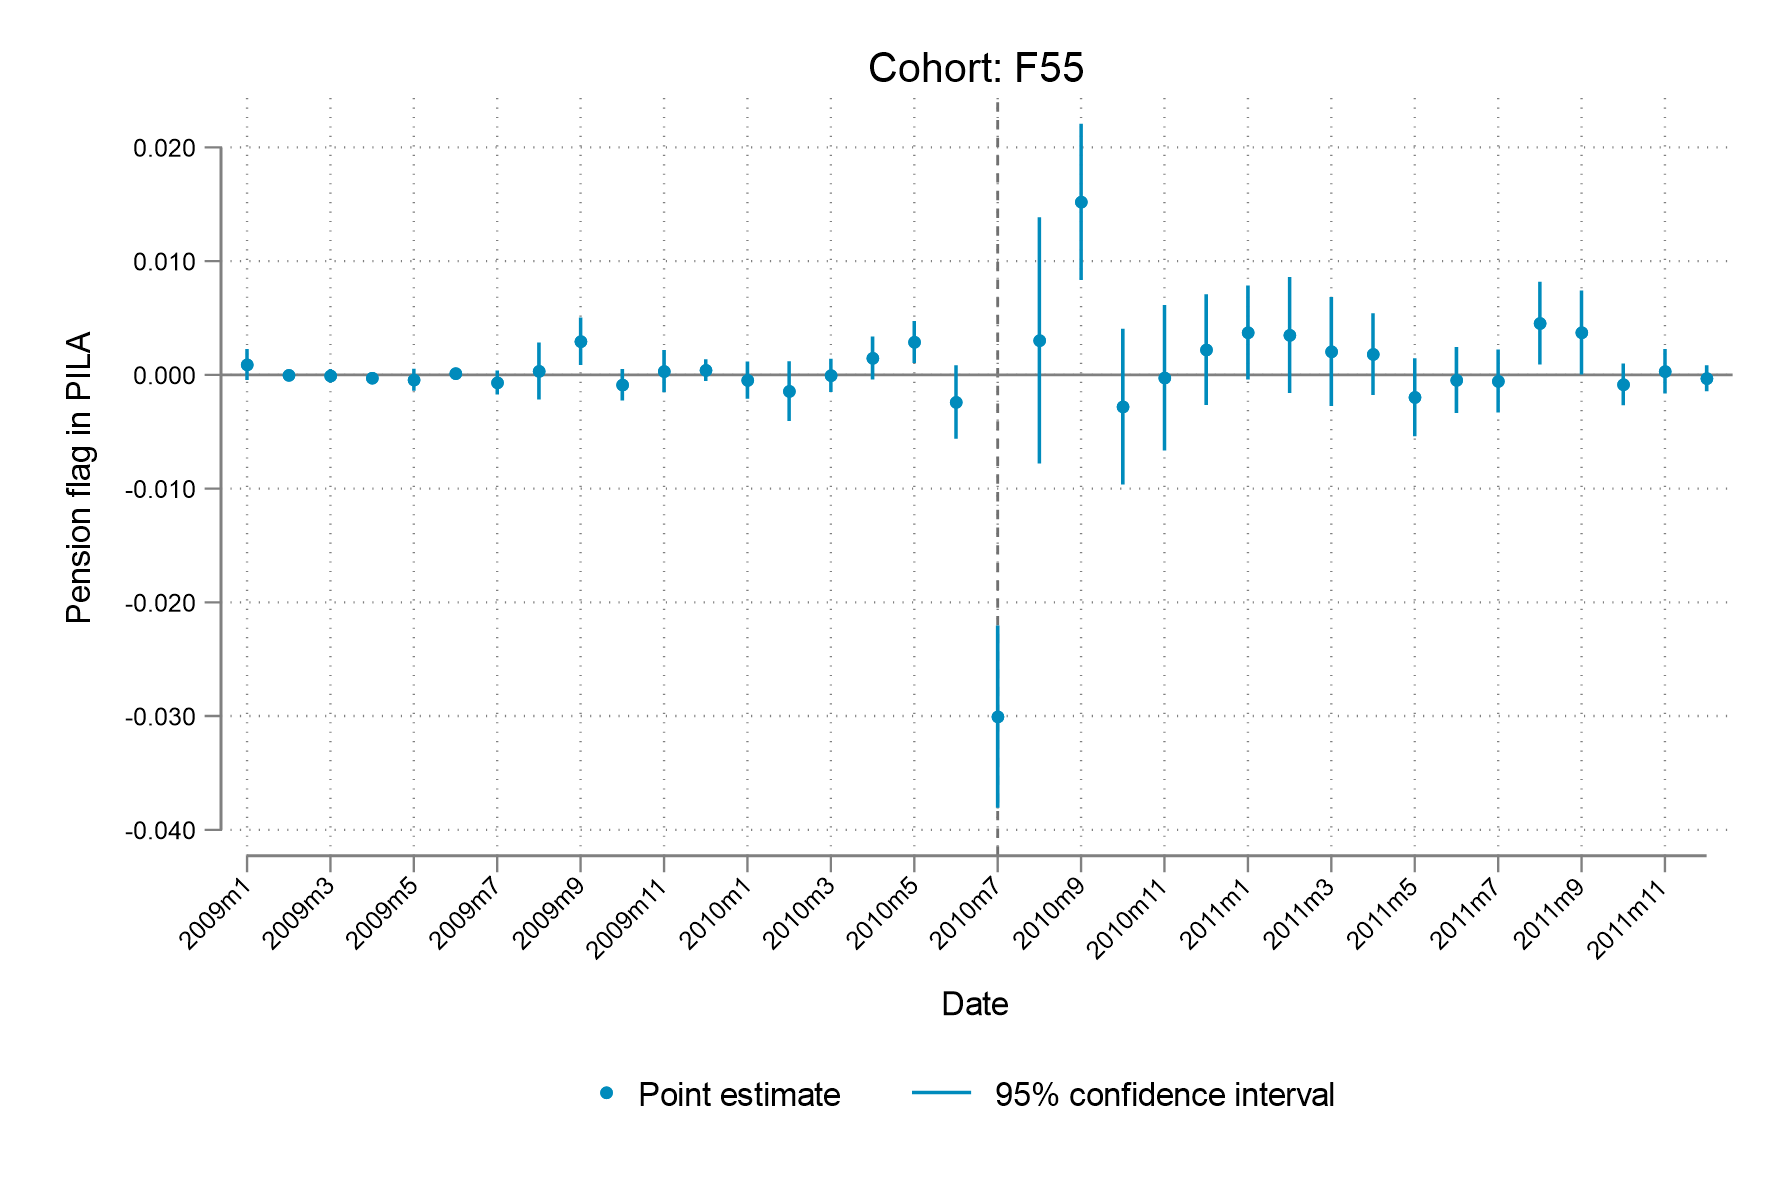 Cohort: F55
0.020
0.010
0.000
-0.010
-0.020
-0.030
-0.040
Pension flag in PILA
2009m1
2009m3
2009m5
2009m7
2009m9
2009m11
2010m1
2010m3
2010m5
2010m7
2010m9
2010m11
2011m1
2011m3
2011m5
2011m7
2011m9
2011m11
Date
Point estimate
95% confidence interval